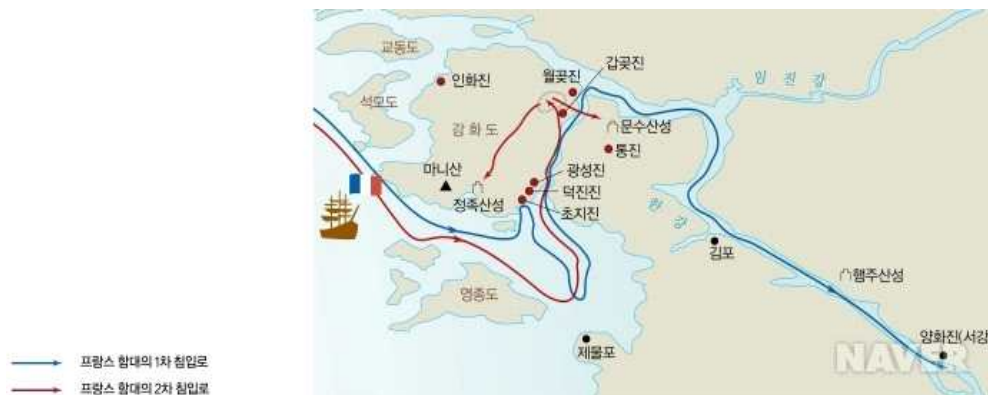 교동도
인화진
월곶진
갑곶진
임진강
석모도
강화도
문수산성
통진
마니산
광성진
정족산성
덕진진
초지진
한강
김포
영종도
행주산성
제물포
양화진(서강
NAVER
프랑스 함대의 1차 침입로
프랑스 함대의 2차 침입로